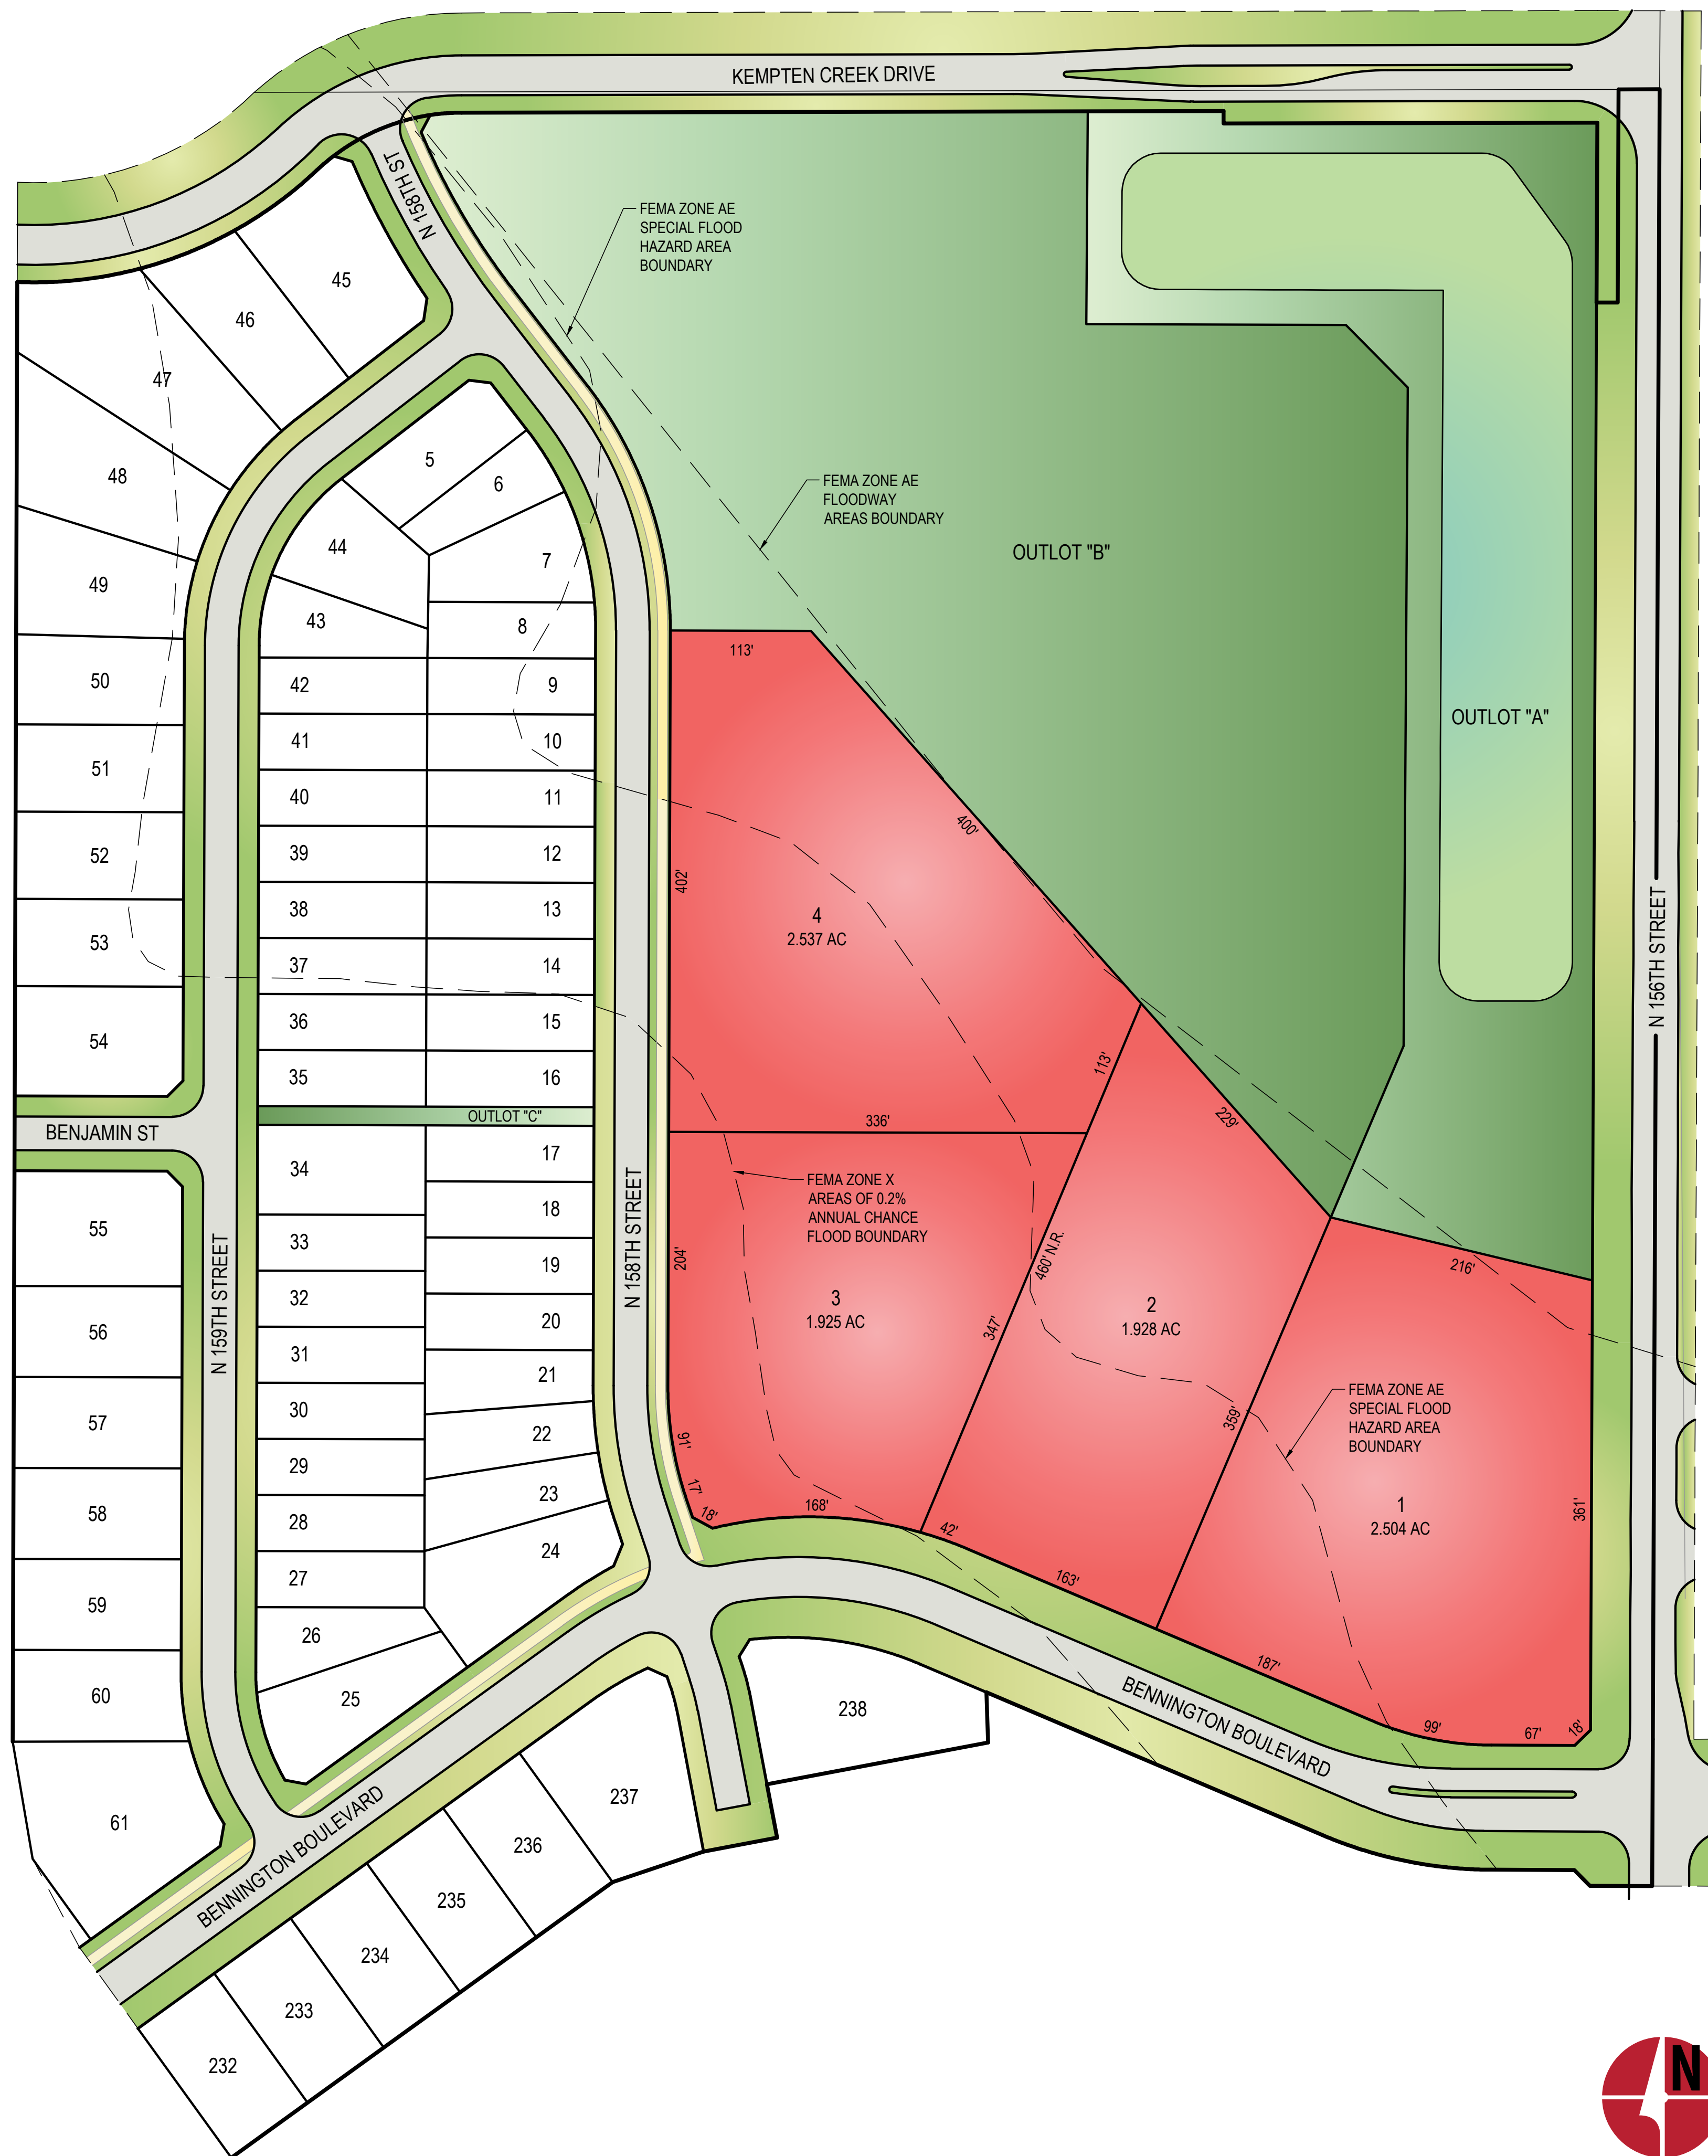 KEMPTEN CREEK DRIVE
N 158TH ST
FEMA ZONE AE
SPECIAL FLOOD
HAZARD AREA
BOUNDARY
45
46
47
48
49
50
51
52
53
54
5
6
7
8
9
10
11
12
13
14
15
16
44
43
42
41
40
39
38
37
36
35
FEMA ZONE AE
FLOODWAY
AREAS BOUNDARY
OUTLOT "B"
OUTLOT "A"
N 156TH STREET
113'
400'
402'
4
2.537 AC
113'
336'
229'
OUTLOT "C"
BENJAMIN ST
N 159TH STREET
N 158TH STREET
17
18
19
20
21
22
23
24
34
33
32
31
30
29
28
27
26
25
55
56
57
58
59
60
61
FEMA ZONE X
AREAS OF 0.2%
ANNUAL CHANCE
FLOOD BOUNDARY
204'
3
1.925 AC
460' N.R.
347'
91'
17'
18'
168'
2
1.928 AC
42'
163'
359'
216'
FEMA ZONE AE
SPECIAL FLOOD
HAZARD AREA
BOUNDARY
1
2.504 AC
361'
187'
99'
67'
18'
BENNINGTON BOULEVARD
BENNINGTON BOULEVARD
238
237
236
235
234
233
232
N